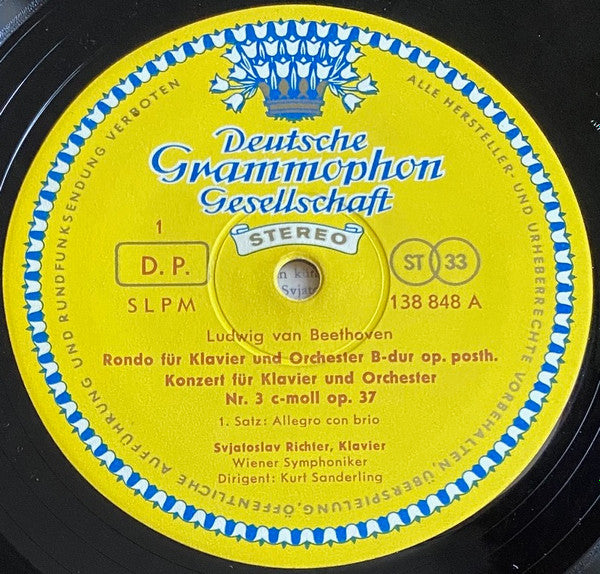 Deutsche
Grammophon
Gesellschaft
STEREO
1
D. P.
SLPM
ST 33
138 848 A
Ludwig van Beethoven
Rondo für Klavier und Orchester B-dur op. posth.
Konzert für Klavier und Orchester
Nr. 3 c-moll op. 37
1. Satz: Allegro con brio
Svjatoslav Richter, Klavier
Wiener Symphoniker
Dirigent: Kurt Sanderling
ALLE HERSTELLER- UND URHEBERRECHTE VORBEHALTEN/ÜBERSPIELUNG, ÖFFENTLICHE AUFFÜHRUNG UND RUNDFUNKSENDUNG VERBOTEN